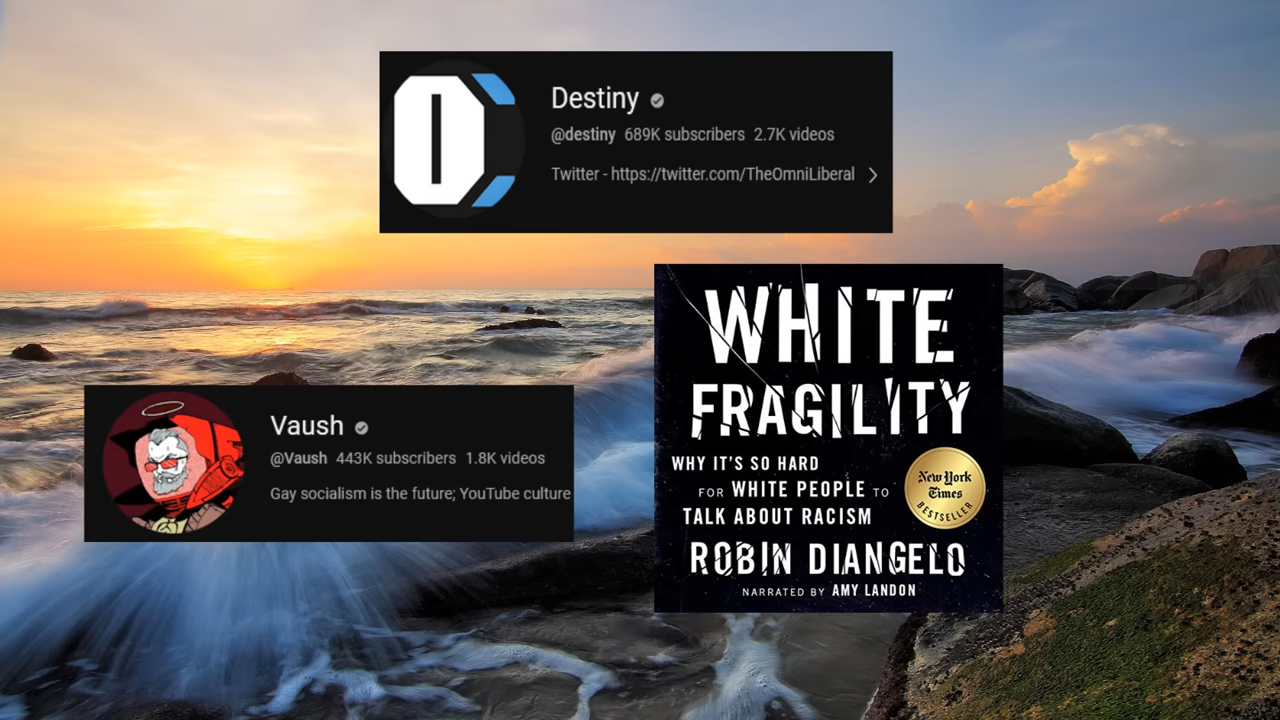 Destiny
@destiny 689K subscribers 2.7K videos
Twitter - https://twitter.com/TheOmniLiberal
Vaush
@Vaush 443K subscribers 1.8K videos
Gay socialism is the future; YouTube culture
WHITE
FRAGILITY
WHY IT'S SO HARD
FOR WHITE PEOPLE TO
TALK ABOUT RACISM
New York
Times
BESTSELLER
ROBIN DIANGELO
NARRATED BY AMY LANDON